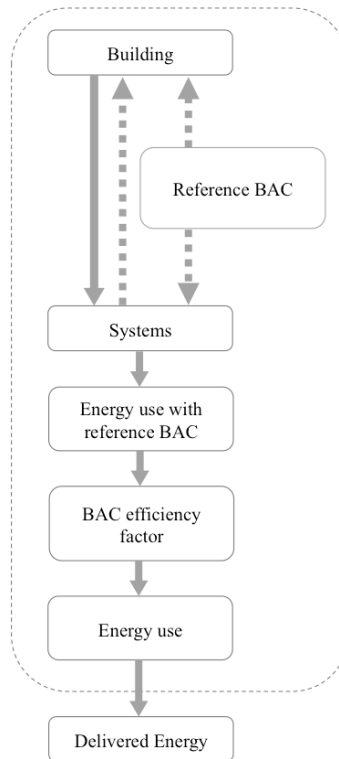 Building
Reference BAC
Systems
Energy use with
reference BAC
BAC efficiency
factor
Energy use
Delivered Energy